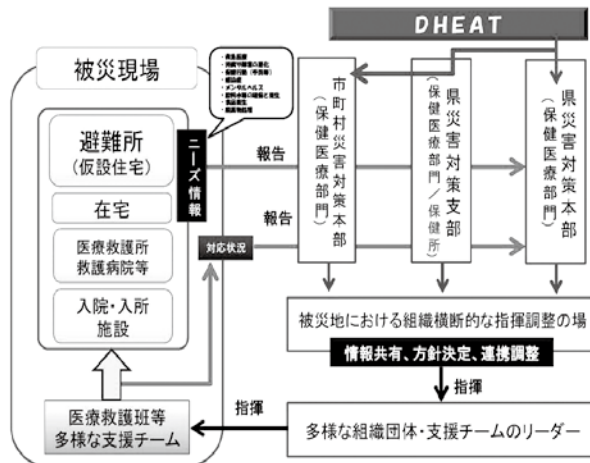 DHEAT
被災現場
避難所
(仮設住宅)
在宅
医療救護所
救護病院等
入院・入所
施設
ニーズ情報
対応状況
医療救護班等
多様な支援チーム
報告
報告
市町村災害対策本部
(保健医療部門)
県災害対策支部
(保健医療部門/保健所)
県災害対策本部
(保健医療部門)
被災地における組織横断的な指揮調整の場
情報共有、方針決定、連携調整
指揮
指揮
多様な組織団体・支援チームのリーダー